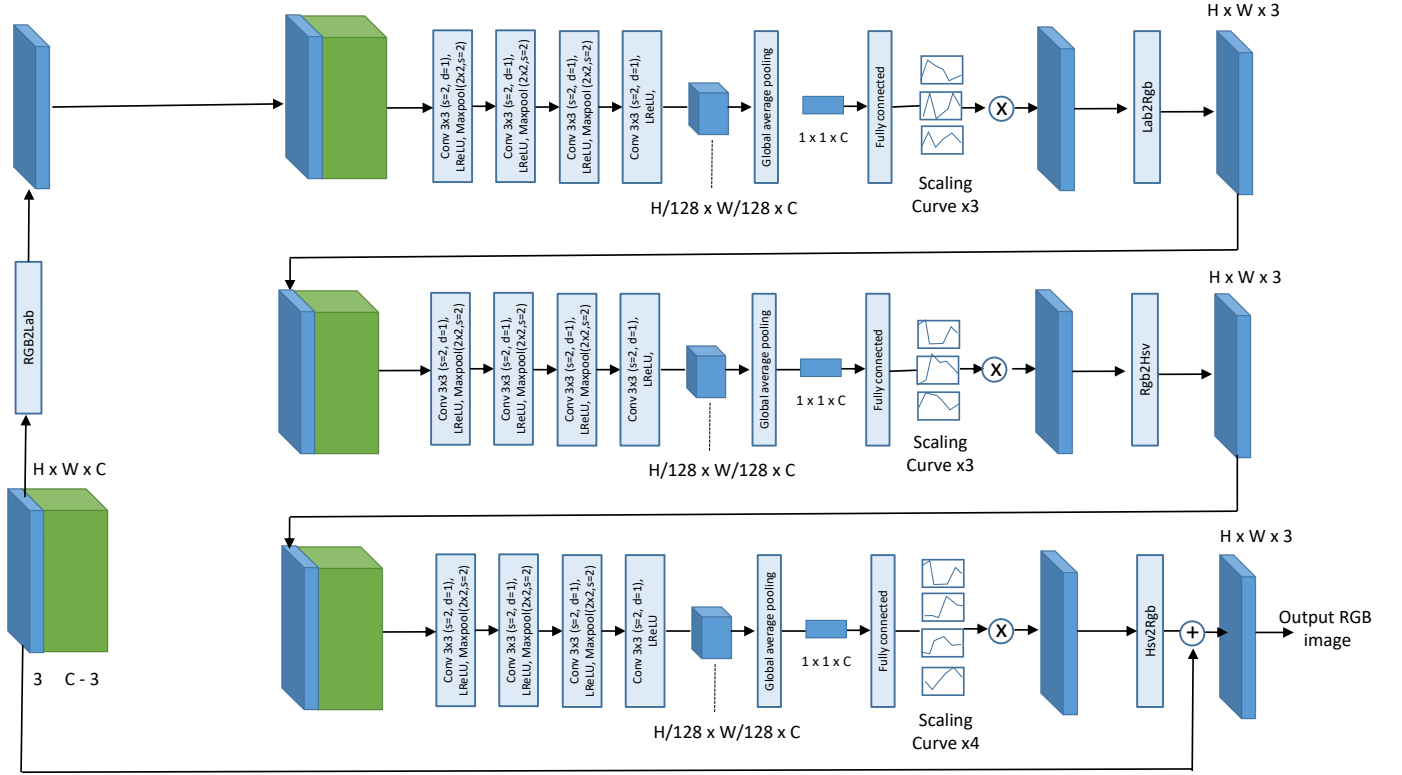 H x W x 3
Conv 3x3 (s=2, d=1),
LReLU, Maxpool(2x2,s=2)
Conv 3x3 (s=2, d=1),
LReLU, Maxpool(2x2,s=2)
Conv 3x3 (s=2, d=1),
LReLU, Maxpool(2x2,s=2)
Conv 3x3 (s=2, d=1),
LReLU,
H/128 x W/128 x C
Global average pooling
1 x 1 x C
Fully connected
Scaling
Curve x3
X
Lab2Rgb
RGB2Lab
H x W x 3
Conv 3x3 (s=2, d=1),
LReLU, Maxpool(2x2,s=2)
Conv 3x3 (s=2, d=1),
LReLU, Maxpool(2x2,s=2)
Conv 3x3 (s=2, d=1),
LReLU, Maxpool(2x2,s=2)
Conv 3x3 (s=2, d=1),
LReLU,
H/128 x W/128 x C
Global average pooling
1 x 1 x C
Fully connected
Scaling
Curve x3
X
Rgb2Hsv
H x W x C
3 C - 3
H x W x 3
Conv 3x3 (s=2, d=1),
LReLU, Maxpool(2x2,s=2)
Conv 3x3 (s=2, d=1),
LReLU, Maxpool(2x2,s=2)
Conv 3x3 (s=2, d=1),
LReLU, Maxpool(2x2,s=2)
Conv 3x3 (s=2, d=1),
LReLU
H/128 x W/128 x C
Global average pooling
1 x 1 x C
Fully connected
Scaling
Curve x4
X
Hsv2Rgb
+
Output RGB
image